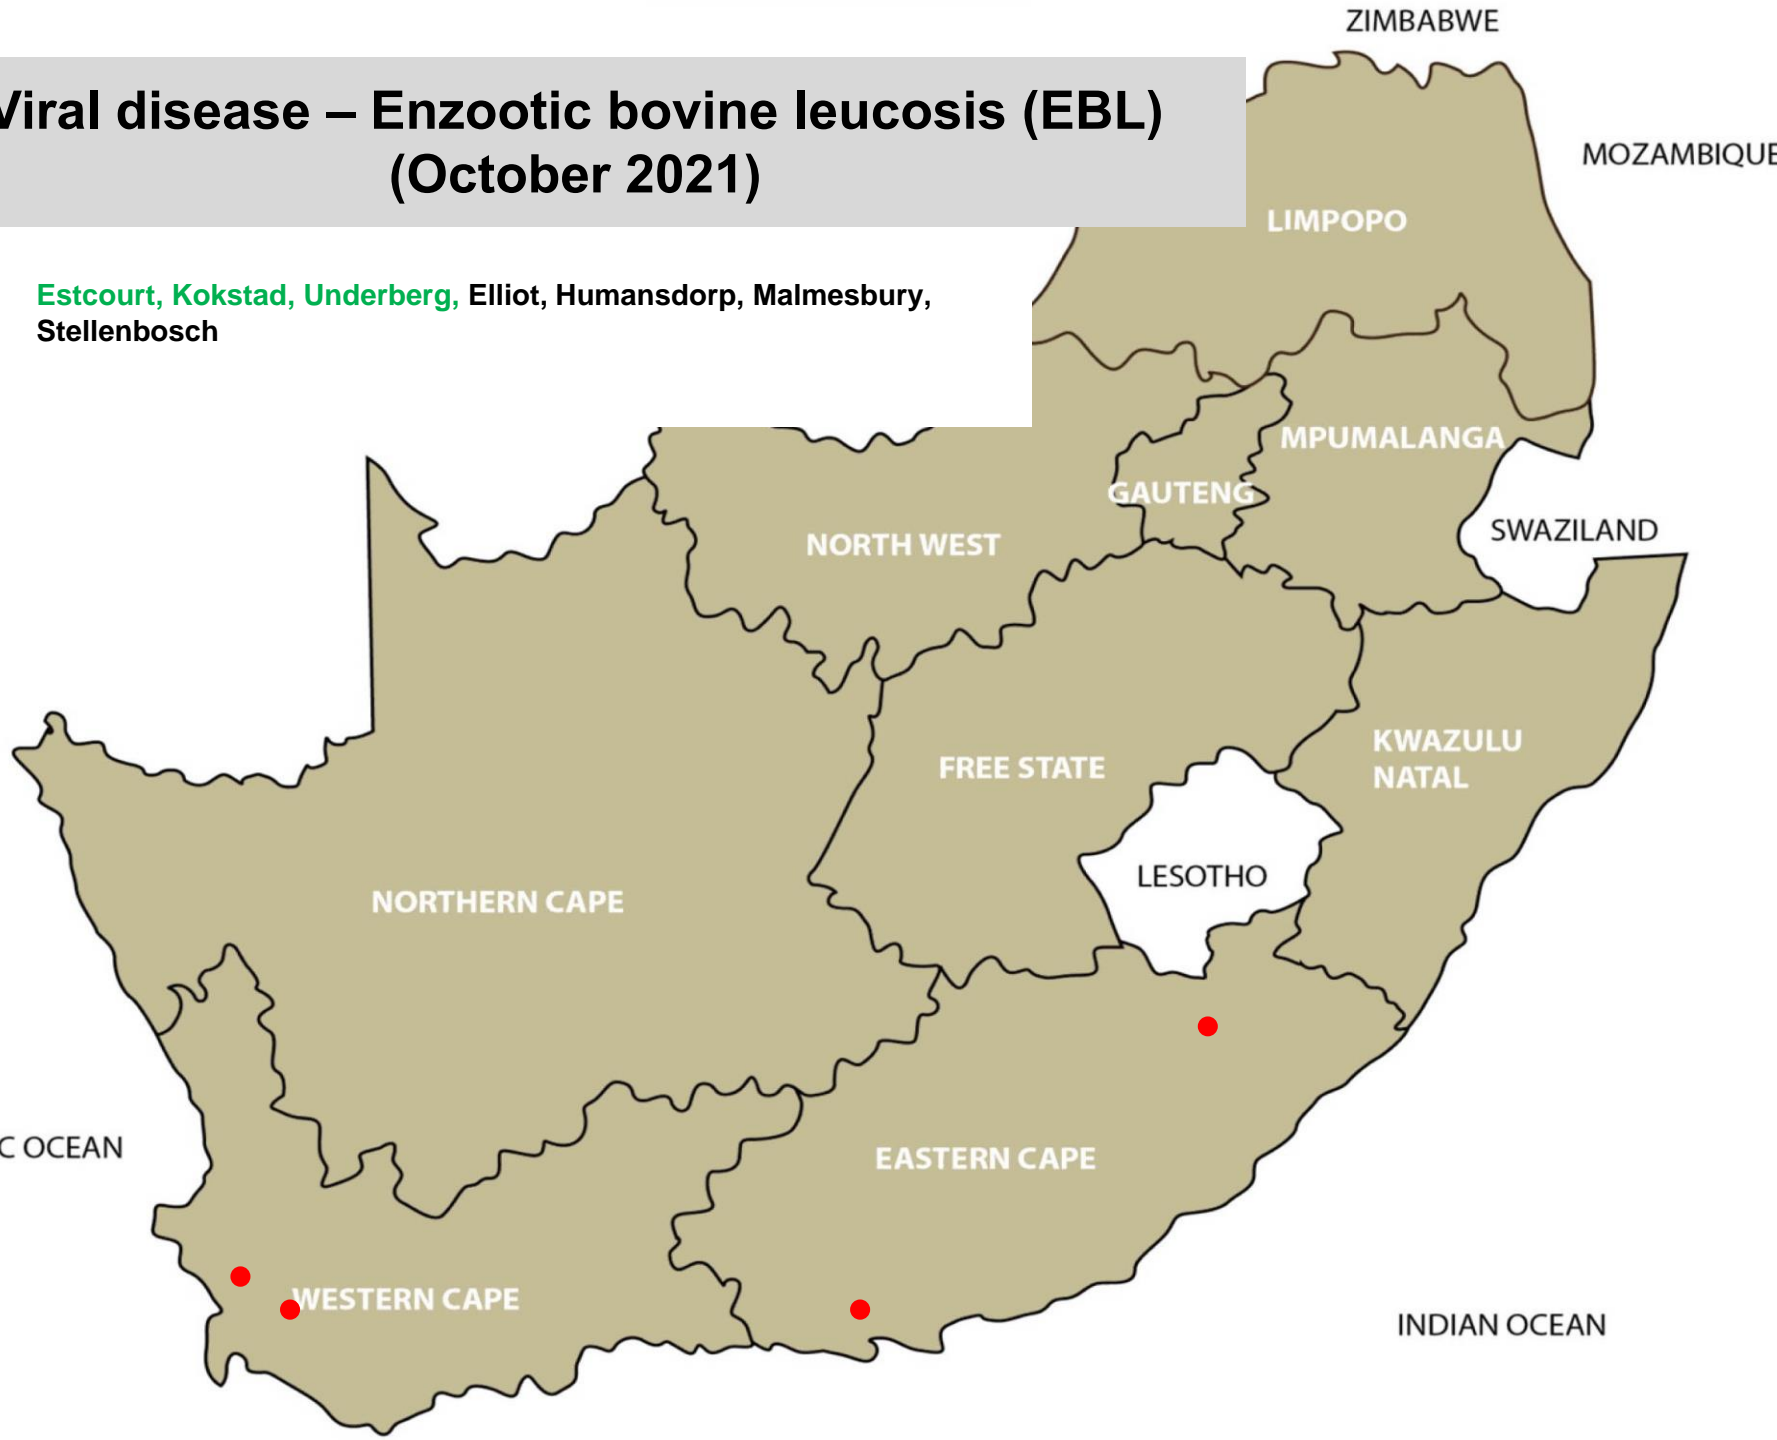 ZIMBABWE
Viral disease – Enzootic bovine leucosis (EBL)
(October 2021)
MOZAMBIQUE
LIMPOPO
Estcourt, Kokstad, Underberg, Elliot, Humansdorp, Malmesbury,
Stellenbosch
MPUMALANGA
GAUTENG
NORTH WEST
SWAZILAND
FREE STATE
KWAZULU
NATAL
LESOTHO
NORTHERN CAPE
C OCEAN
EASTERN CAPE
WESTERN CAPE
INDIAN OCEAN